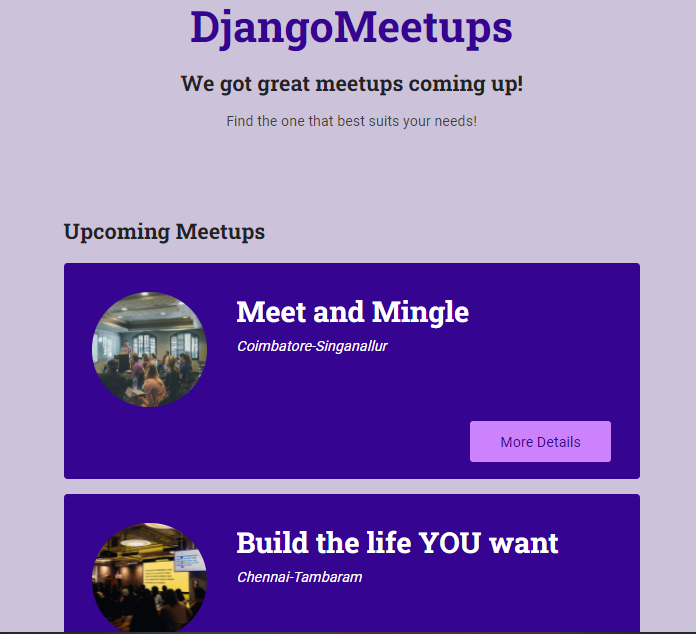 DjangoMeetups
We got great meetups coming up!
Find the one that best suits your needs!
Upcoming Meetups
Meet and Mingle
Coimbatore-Singanallur
More Details
Build the life YOU want
Chennai-Tambaram